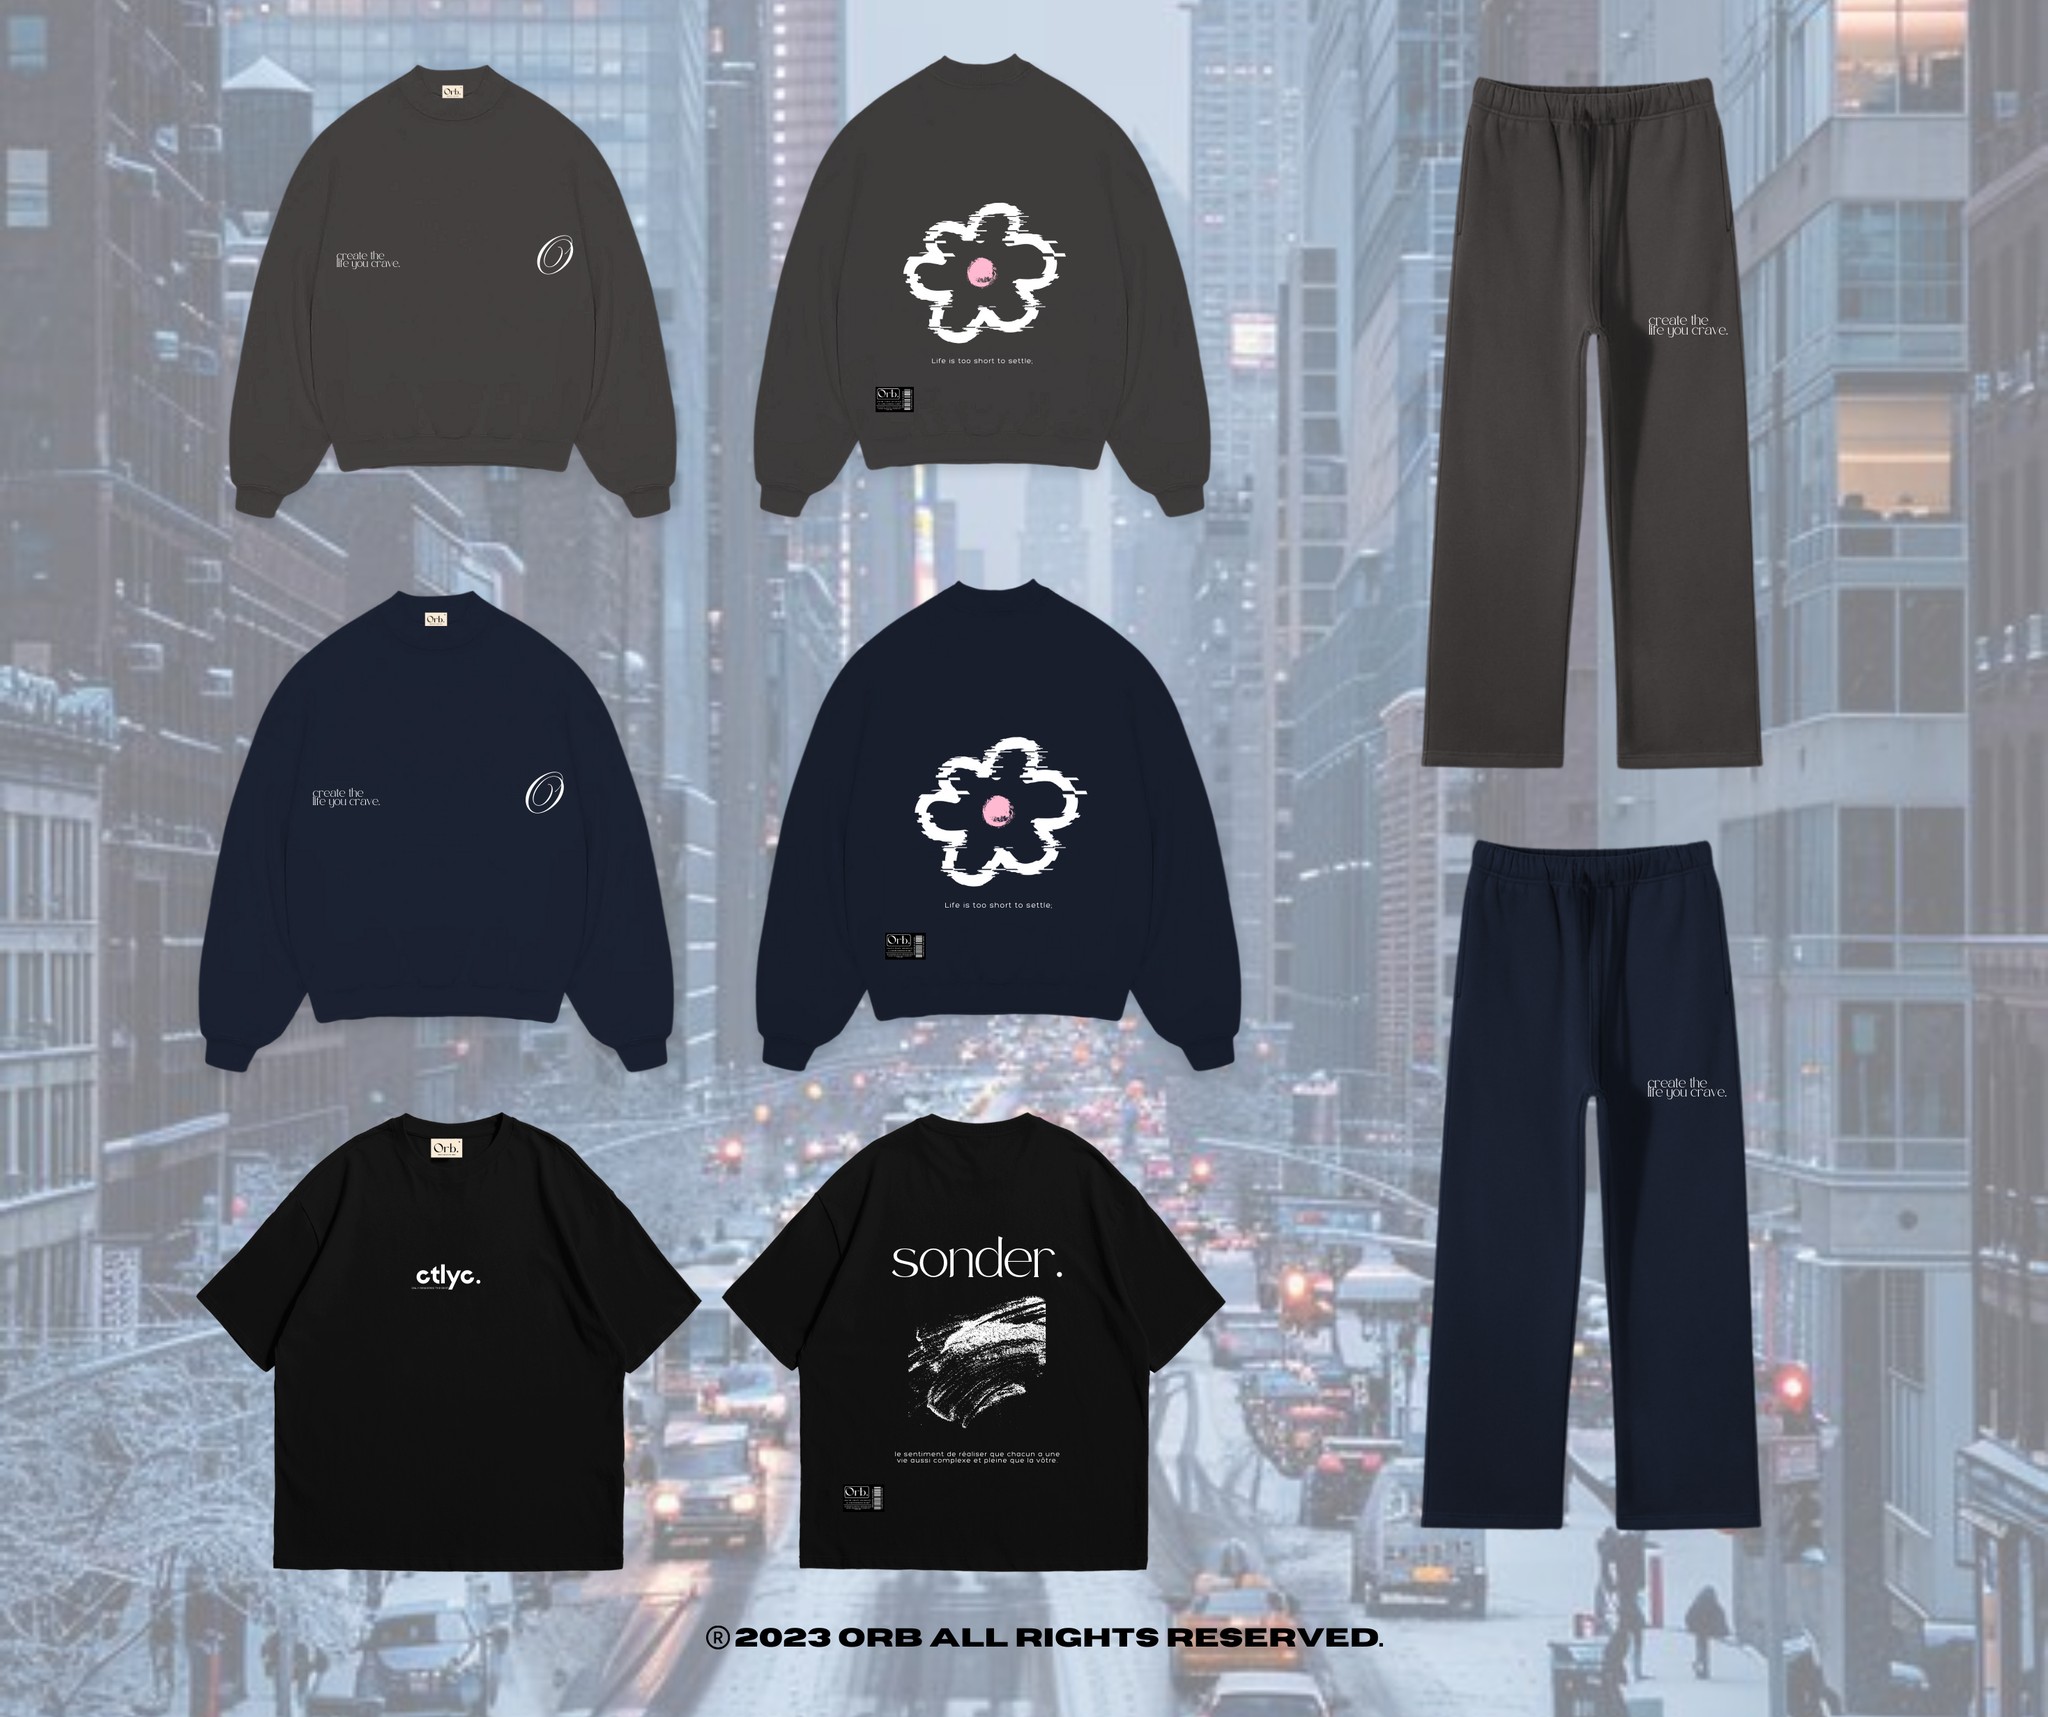 Orb.
create the
life you crave.
O
Life is too short to settle;
Orb.
create the
life you crave.
Orb.
create the
life you crave.
O
Life is too short to settle;
Orb.
create the
life you crave.
Orb.
ctlyc.
sonder.
le sentiment de réaliser que chacun a une
vie aussi complexe et pleine que la vôtre.
Orb.
® 2023 ORB ALL RIGHTS RESERVED.